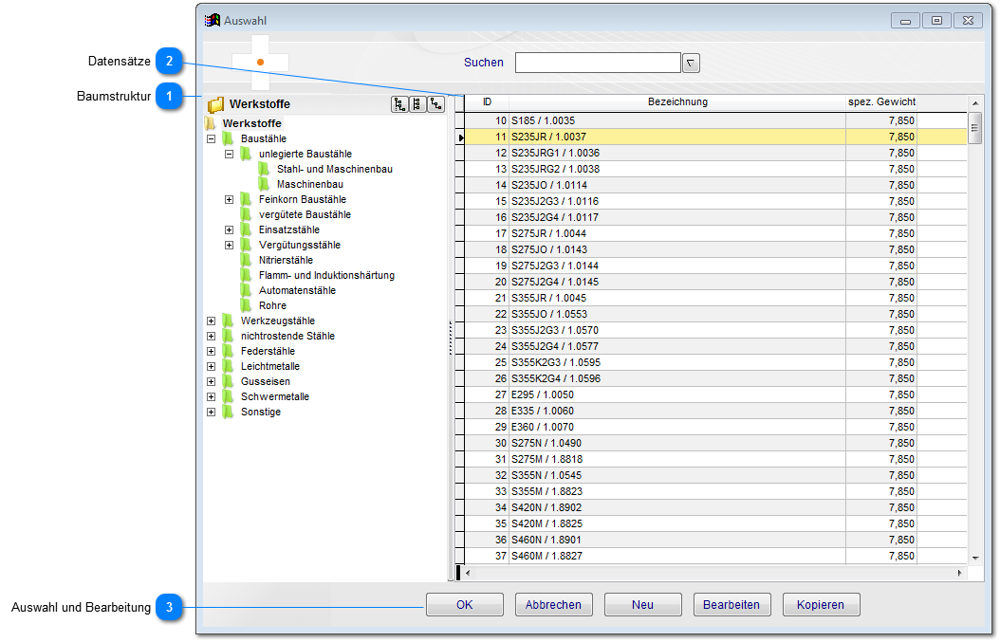 Auswahl
Datensätze 2
Suchen
Baumstruktur 1
Werkstoffe
Werkstoffe
Baustähle
unlegierte Baustähle
Stahl- und Maschinenbau
Maschinenbau
Feinkorn Baustähle
vergütete Baustähle
Einsatzstähle
Vergütungsstähle
Nitrierstähle
Flamm- und Induktionshärtung
Automatenstähle
Rohre
Werkzeugstähle
nichtrostende Stähle
Federstähle
Leichtmetalle
Gusseisen
Schwermetalle
Sonstige
ID Bezeichnung spez. Gewicht
10 S185 / 1.0035 7,850
11 S235JR / 1.0037 7,850
12 S235JRG1 / 1.0036 7,850
13 S235JRG2 / 1.0038 7,850
14 S235JO / 1.0114 7,850
15 S235J2G3 / 1.0116 7,850
16 S235J2G4 / 1.0117 7,850
17 S275JR / 1.0044 7,850
18 S275JO / 1.0143 7,850
19 S275J2G3 / 1.0144 7,850
20 S275J2G4 / 1.0145 7,850
21 S355JR / 1.0045 7,850
22 S355JO / 1.0553 7,850
23 S355J2G3 / 1.0570 7,850
24 S355J2G4 / 1.0577 7,850
25 S355K2G3 / 1.0595 7,850
26 S355K2G4 / 1.0596 7,850
27 E295 / 1.0050 7,850
28 E335 / 1.0060 7,850
29 E360 / 1.0070 7,850
30 S275N / 1.0490 7,850
31 S275M / 1.8818 7,850
32 S355N / 1.0545 7,850
33 S355M / 1.8823 7,850
34 S420N / 1.8902 7,850
35 S420M / 1.8825 7,850
36 S460N / 1.8901 7,850
37 S460M / 1.8827 7,850
Auswahl und Bearbeitung 3
OK Abbrechen Neu Bearbeiten Kopieren